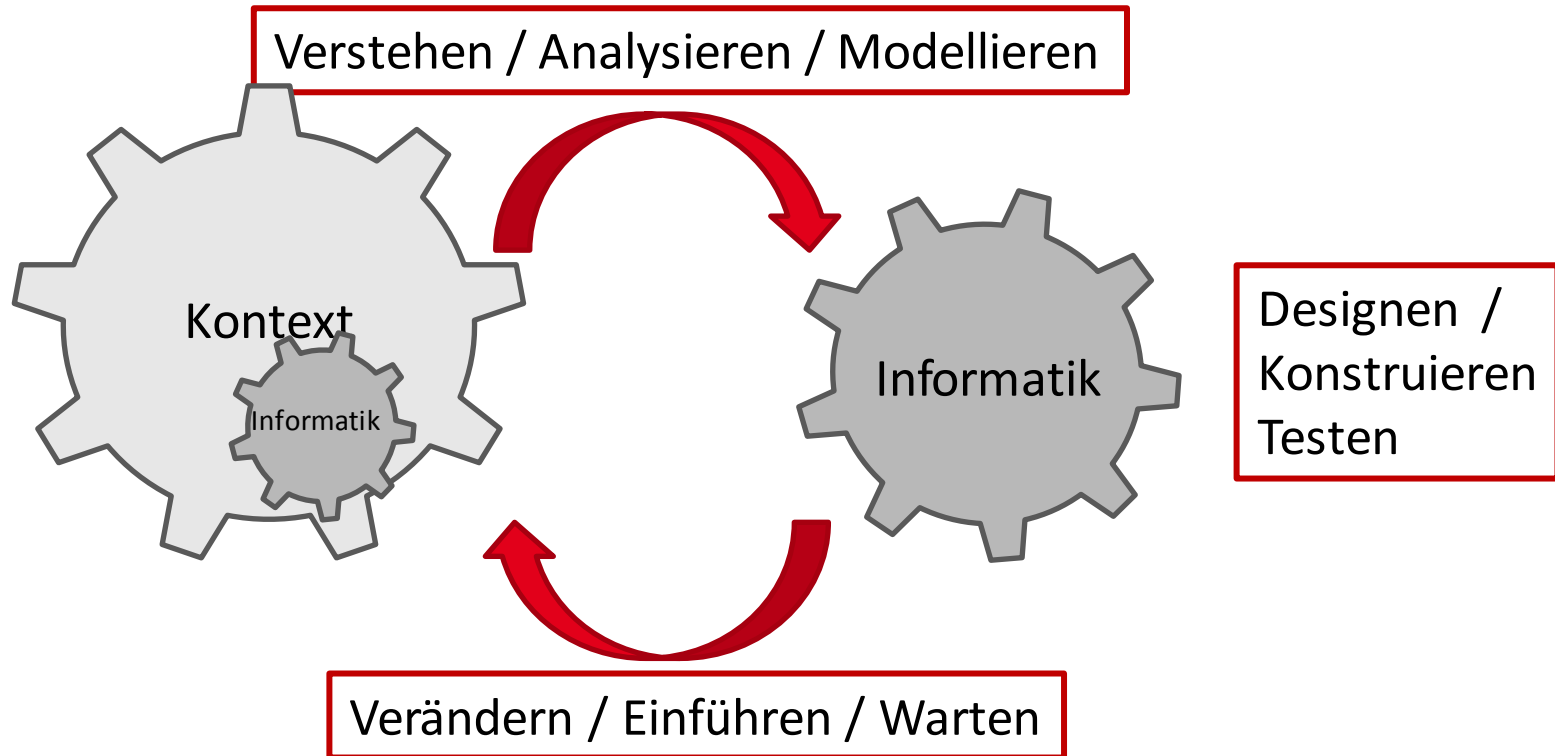 Verstehen / Analysieren / Modellieren
Kontext
Informatik
Informatik
Designen /
Konstruieren
Testen
Verändern / Einführen / Warten